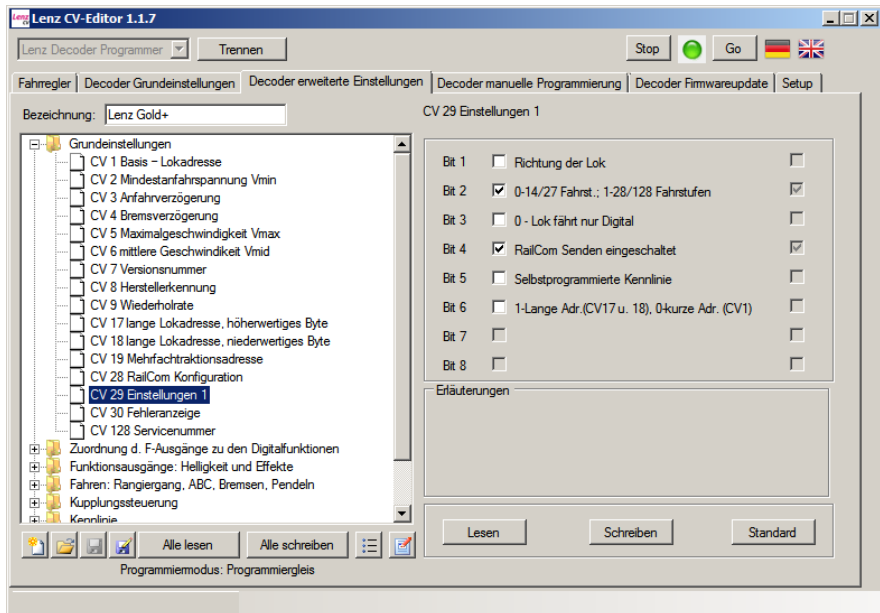 Lenz CV-Editor 1.1.7
Lenz Decoder Programmer Trennen Stop Go
Fahrregler Decoder Grundeinstellungen Decoder erweiterte Einstellungen Decoder manuelle Programmierung Decoder Firmwareupdate Setup
Bezeichnung: Lenz Gold+
Grundeinstellungen
CV 1 Basis - Lokadresse
CV 2 Mindestanfahrspannung Vmin
CV 3 Anfahrverzögerung
CV 4 Bremsverzögerung
CV 5 Maximalgeschwindigket Vmax
CV 6 mittlere Geschwindikeit Vmid
CV 7 Versionsnummer
CV 8 Herstellerkennung
CV 9 Wiederholrate
CV 17 lange Lokadresse, höherwertiges Byte
CV 18 lange Lokadresse, niederwertiges Byte
CV 19 Mehrfachtraktionsadresse
CV 28 RailCom Konfiguration
CV 29 Einstellungen 1
CV 30 Fehleranzeige
CV 128 Servicenummer
Zuordnung d. F-Ausgänge zu den Digitalfunktionen
Funktionsausgänge: Helligkeit und Effekte
Fahren: Rangiergang, ABC, Bremsen, Pendeln
Kupplungssteuerung
Kennlinie
Alle lesen Alle schreiben
Programmiermodus: Programmiergleis
CV 29 Einstellungen 1
Bit 1 Richtung der Lok
Bit 2 0-14/27 Fahrst.; 1-28/128 Fahrstufen
Bit 3 0 - Lok fährt nur Digital
Bit 4 RailCom Senden eingeschaltet
Bit 5 Selbstprogrammierte Kennlinie
Bit 6 1-Lange Adr.(CV17 u. 18), 0-kurze Adr. (CV1)
Bit 7
Bit 8
Erläuterungen
Lesen Schreiben Standard